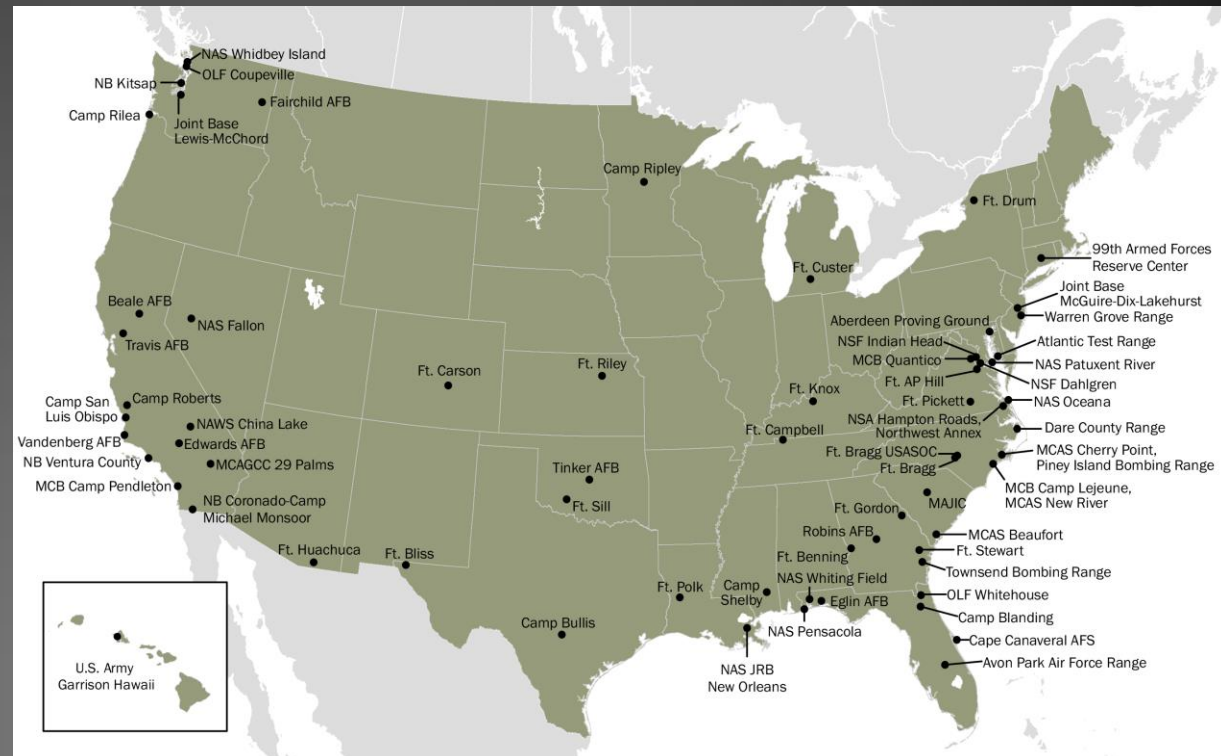 NAS Whidbey Island
OLF Coupeville
NB Kitsap
Fairchild AFB
Camp Rilea
Joint Base
Lewis-McChord
Camp Ripley
Ft. Drum
99th Armed Forces
Reserve Center
Ft. Custer
Joint Base
McGuire-Dix-Lakehurst
Warren Grove Range
Beale AFB
NAS Fallon
Travis AFB
Aberdeen Proving Ground
NSF Indian Head
Atlantic Test Range
MCB Quantico
NAS Patuxent River
Ft. Carson
Ft. Riley
Ft. AP Hill
NSF Dahlgren
Ft. Knox
Ft. Pickett
NAS Oceana
Camp San
Luis Obispo
Camp Roberts
NSA Hampton Roads,
Northwest Annex
NAWS China Lake
Ft. Campbell
Dare County Range
Vandenberg AFB
Edwards AFB
Ft. Bragg USASOC
Ft. Bragg
MCAS Cherry Point,
Piney Island Bombing Range
NB Ventura County
MCAGCC 29 Palms
Tinker AFB
MCB Camp Pendleton
MCB Camp Lejeune,
MCAS New River
NB Coronado-Camp
Michael Monsoor
Ft. Sill
MAJIC
Ft. Gordon
Robins AFB
MCAS Beaufort
Ft. Huachuca
Ft. Bliss
Ft. Benning
Ft. Stewart
Townsend Bombing Range
NAS Whiting Field
Ft. Polk
Camp
Shelby
Eglin AFB
OLF Whitehouse
Camp Blanding
Camp Bullis
NAS Pensacola
Cape Canaveral AFS
NAS JRB
New Orleans
Avon Park Air Force Range
U.S. Army
Garrison Hawaii